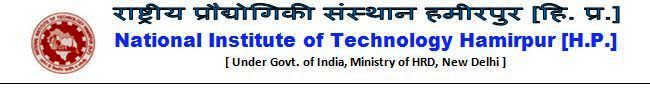 राष्ट्रीय प्रौद्योगिकी संस्थान हमीरपुर [हि. प्र.]
National Institute of Technology Hamirpur [H.P.]
[ Under Govt. of India, Ministry of HRD, New Delhi ]